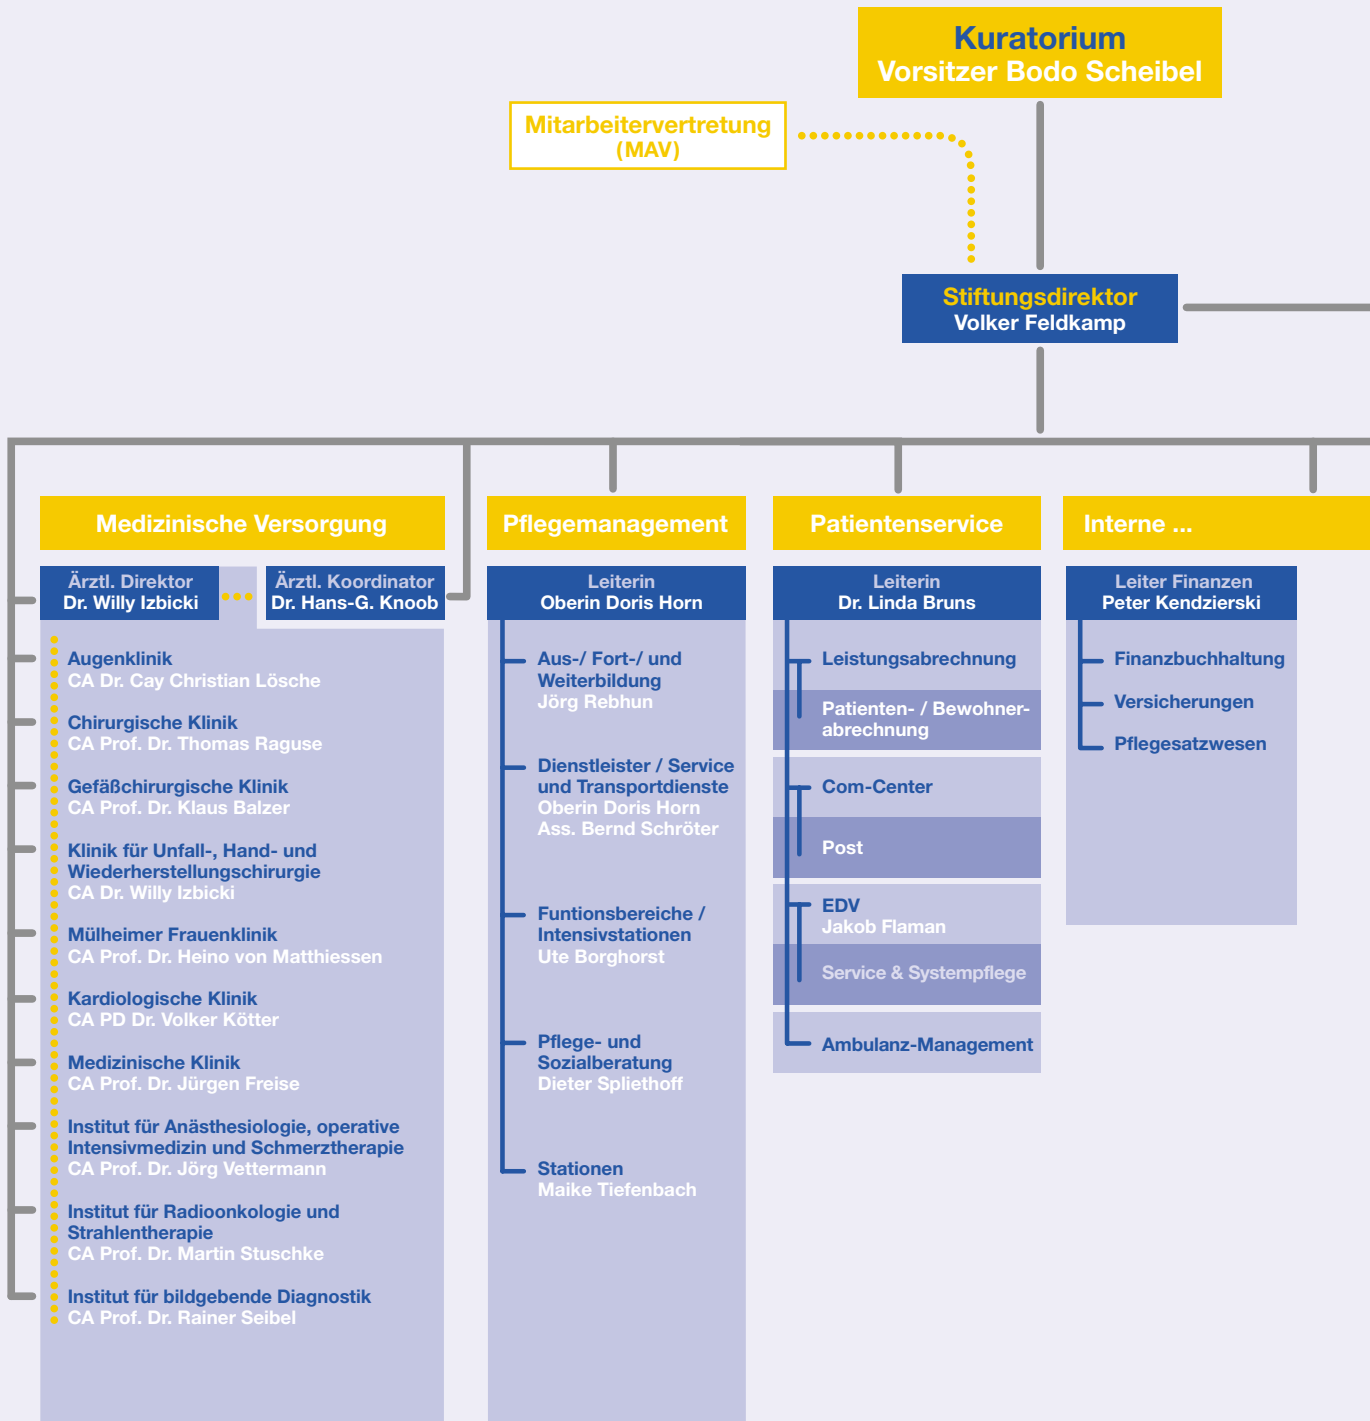 Kuratorium
Vorsitzer Bodo Scheibel
Mitarbeitervertretung
(MAV)
Stiftungsdirektor
Volker Feldkamp
Medizinische Versorgung
Ärztl. Direktor
Dr. Willy Izbicki
Ärztl. Koordinator
Dr. Hans-G. Knoob
Augenklinik
CA Dr. Cay Christian Lösche
Chirurgische Klinik
CA Prof. Dr. Thomas Raguse
Gefäßchirurgische Klinik
CA Prof. Dr. Klaus Balzer
Klinik für Unfall-, Hand- und
Wiederherstellungschirurgie
CA Dr. Willy Izbicki
Mülheimer Frauenklinik
CA Prof. Dr. Heino von Matthiessen
Kardiologische Klinik
CA PD Dr. Volker Kötter
Medizinische Klinik
CA Prof. Dr. Jürgen Freise
Institut für Anästhesiologie, operative
Intensivmedizin und Schmerztherapie
CA Prof. Dr. Jörg Vettermann
Institut für Radioonkologie und
Strahlentherapie
CA Prof. Dr. Martin Stuschke
Institut für bildgebende Diagnostik
CA Prof. Dr. Rainer Seibel
Pflegemanagement
Leiterin
Oberin Doris Horn
Aus-/ Fort-/ und
Weiterbildung
Jörg Rebhun
Dienstleister / Service
und Transportdienste
Oberin Doris Horn
Ass. Bernd Schröter
Funtionsbereiche /
Intensivstationen
Ute Borghorst
Pflege- und
Sozialberatung
Dieter Spliethoff
Stationen
Maike Tiefenbach
Patientenservice
Leiterin
Dr. Linda Bruns
Leistungsabrechnung
Patienten- / Bewohner-
abrechnung
Com-Center
Post
EDV
Jakob Flaman
Service & Systempflege
Ambulanz-Management
Interne ...
Leiter Finanzen
Peter Kendzierski
Finanzbuchhaltung
Versicherungen
Pflegesatzwesen